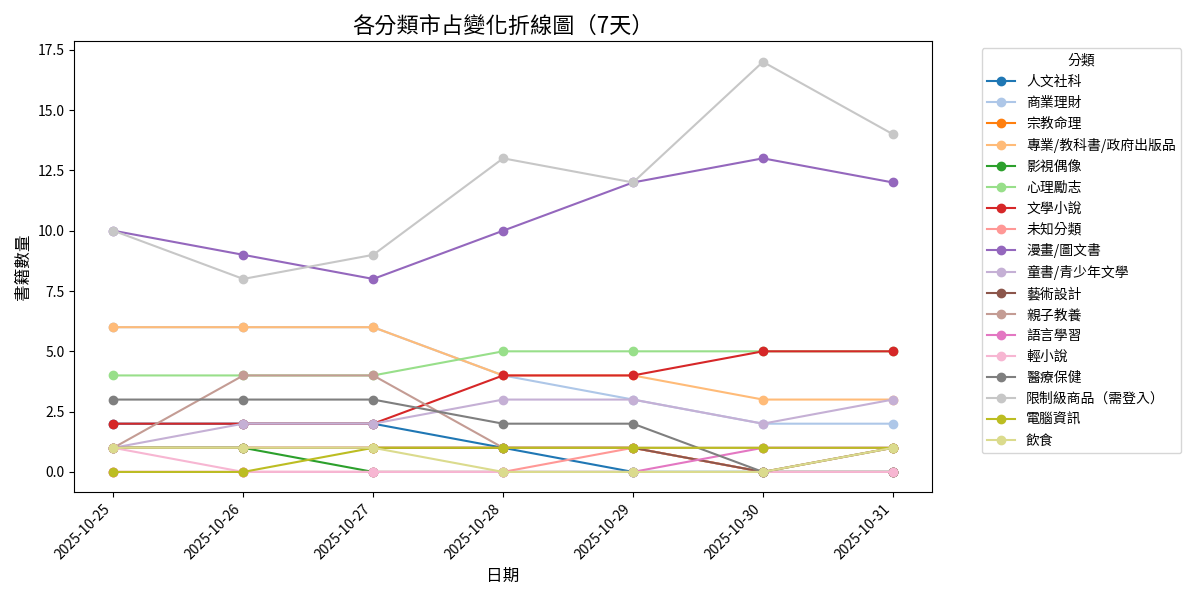 各分類市占變化折線圖（7天）
17.5
15.0
12.5
10.0
7.5
5.0
2.5
0.0
書籍數量
2025-10-25
2025-10-26
2025-10-27
2025-10-28
2025-10-29
2025-10-30
2025-10-31
日期
分類
人文社科
商業理財
宗教命理
專業/教科書/政府出版品
影視偶像
心理勵志
文學小說
未知分類
漫畫/圖文書
童書/青少年文學
藝術設計
親子教養
語言學習
輕小說
醫療保健
限制級商品（需登入）
電腦資訊
飲食